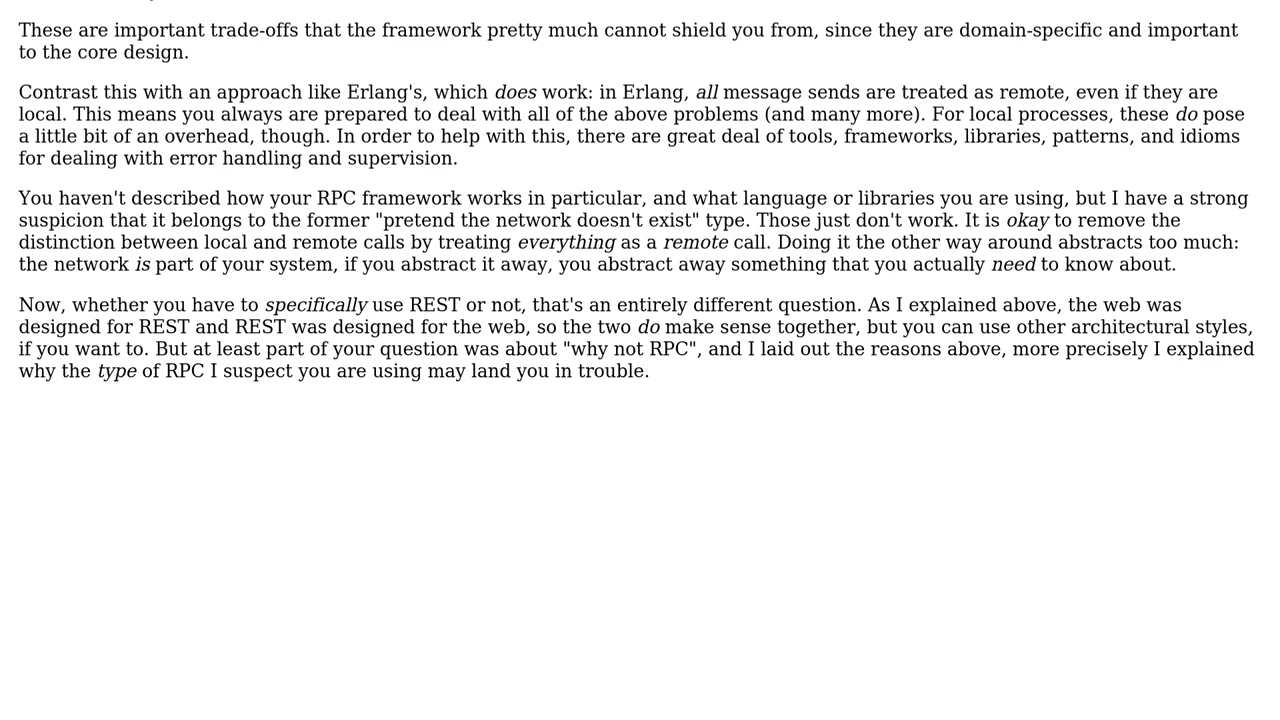 These are important trade-offs that the framework pretty much cannot shield you from, since they are domain-specific and important
to the core design.
Contrast this with an approach like Erlang's, which does work: in Erlang, all message sends are treated as remote, even if they are
local. This means you always are prepared to deal with all of the above problems (and many more). For local processes, these do pose
a little bit of an overhead, though. In order to help with this, there are great deal of tools, frameworks, libraries, patterns, and idioms
for dealing with error handling and supervision.
You haven't described how your RPC framework works in particular, and what language or libraries you are using, but I have a strong
suspicion that it belongs to the former "pretend the network doesn't exist" type. Those just don't work. It is okay to remove the
distinction between local and remote calls by treating everything as a remote call. Doing it the other way around abstracts too much:
the network is part of your system, if you abstract it away, you abstract away something that you actually need to know about.
Now, whether you have to specifically use REST or not, that's an entirely different question. As I explained above, the web was
designed for REST and REST was designed for the web, so the two do make sense together, but you can use other architectural styles,
if you want to. But at least part of your question was about "why not RPC", and I laid out the reasons above, more precisely I explained
why the type of RPC I suspect you are using may land you in trouble.